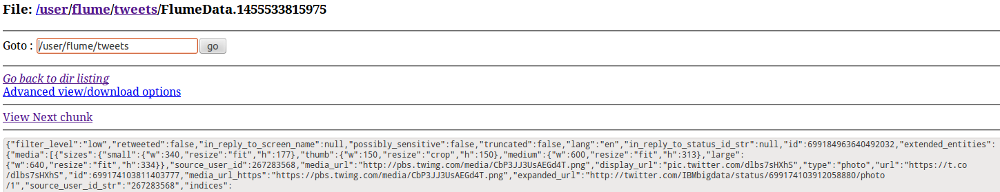 File: /user/flume/tweets/FlumeData.1455533815975
Goto : /user/flume/tweets go
Go back to dir listing
Advanced view/download options
View Next chunk
{"filter_level":"low","retweeted":false,"in_reply_to_screen_name":null,"possibly_sensitive":false,"truncated":false,"lang":"en","in_reply_to_status_id_str":null,"id":699184963640492032,"extended_entities":
{"media":[{"sizes":{"small":{"w":340,"resize":"fit","h":177},"thumb":{"w":150,"resize":"crop","h":150},"medium":{"w":600,"resize":"fit","h":313},"large":
{"w":640,"resize":"fit","h":334}},"source_user_id":267283568,"media_url":"http://pbs.twimg.com/media/CbP3JJ3UsAEGd4T.png","display_url":"pic.twitter.com/dlbs7sHXhS","type":"photo","url":"https://t.co
/dlbs7sHXhS","id":699174103811403777,"media_url_https":"https://pbs.twimg.com/media/CbP3JJ3UsAEGd4T.png","expanded_url":"http://twitter.com/IBMbigdata/status/699174103912058880/photo
/1","source_user_id_str":"267283568","indices":